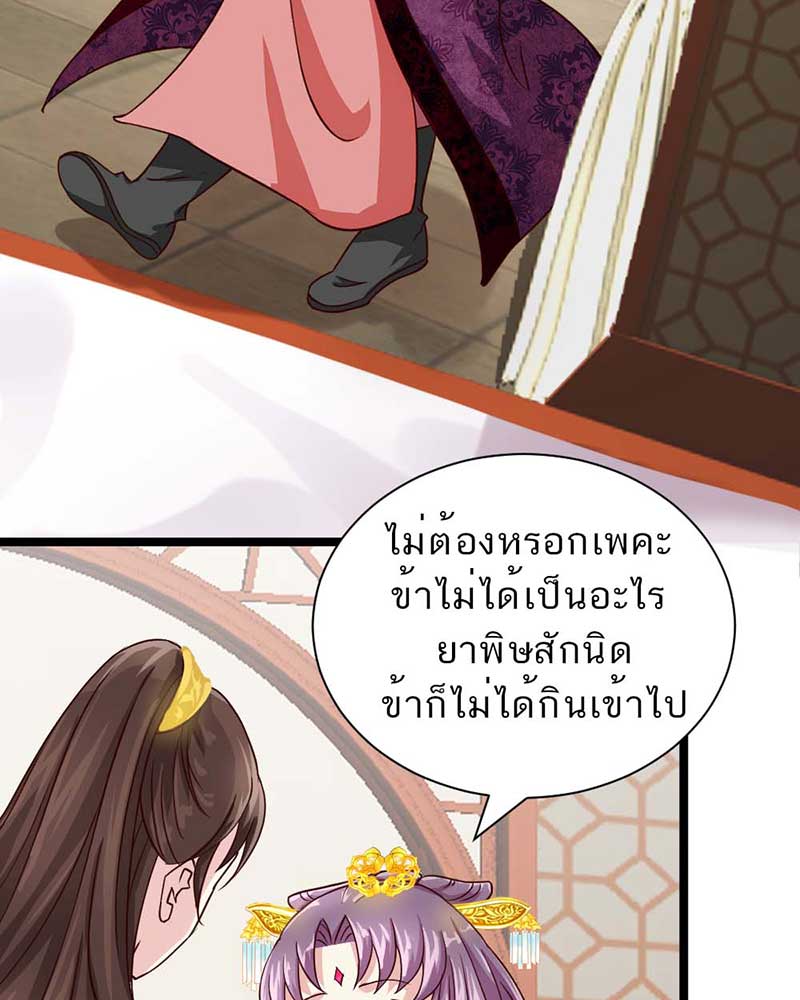 ไม่ต้องหรอกเพคะ
ข้าไม่ได้เป็นอะไร
ยาพิษสักนิด
ข้าก็ไม่ได้กินเข้าไป